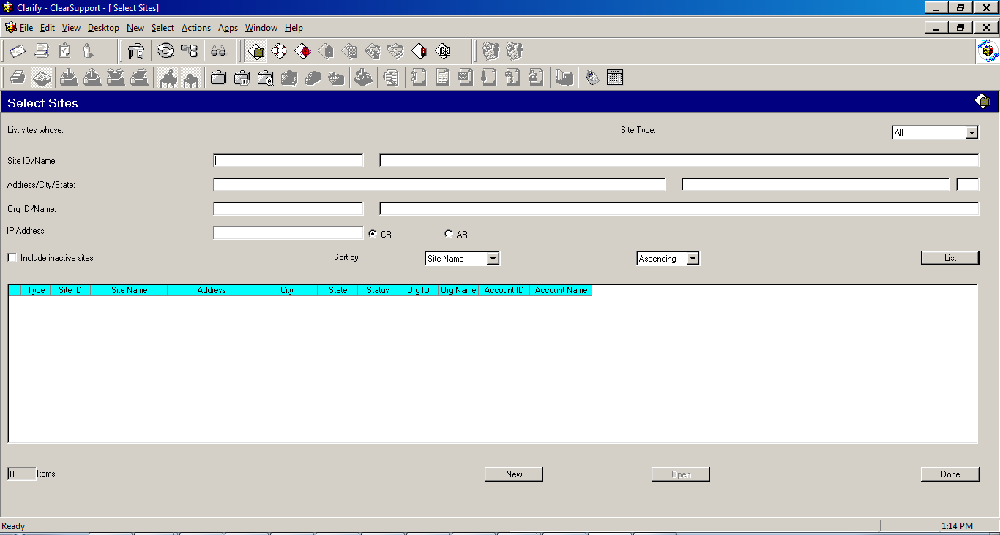 Clarify - ClearSupport - [ Select Sites]
File Edit View Desktop New Select Actions Apps Window Help
Select Sites
List sites whose: Site Type: All
Site ID/Name:
Address/City/State:
Org ID/Name:
IP Address: CR AR
Include inactive sites Sort by: Site Name Ascending List
Type Site ID Site Name Address City State Status Org ID Org Name Account ID Account Name
0 Items New Open Done
Ready 1:14 PM